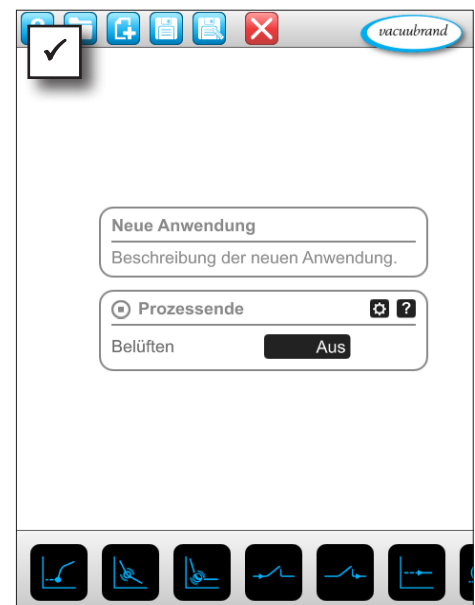 vacuubrand
Neue Anwendung
Beschreibung der neuen Anwendung.
Prozessende ?
Belüften Aus